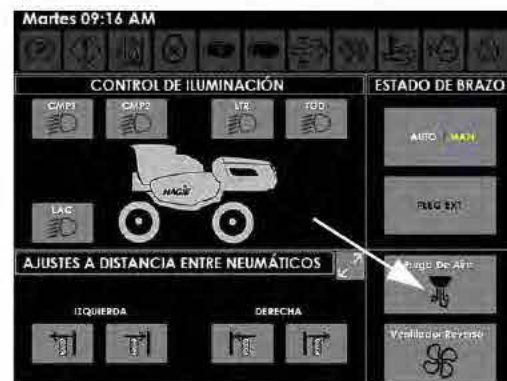 Martes 09:16 AM
CONTROL DE ILUMINACIÓN
ESTADO DE BRAZO
CMP1
CMP2
LTR
TOD
AUTO MAN
HAGIE
PLEG EXT
LAC
AJUSTES A DISTANCIA ENTRE NEUMÁTICOS
Purga De Aire
IZQUIERDA
DERECHA
Ventilador Reverso